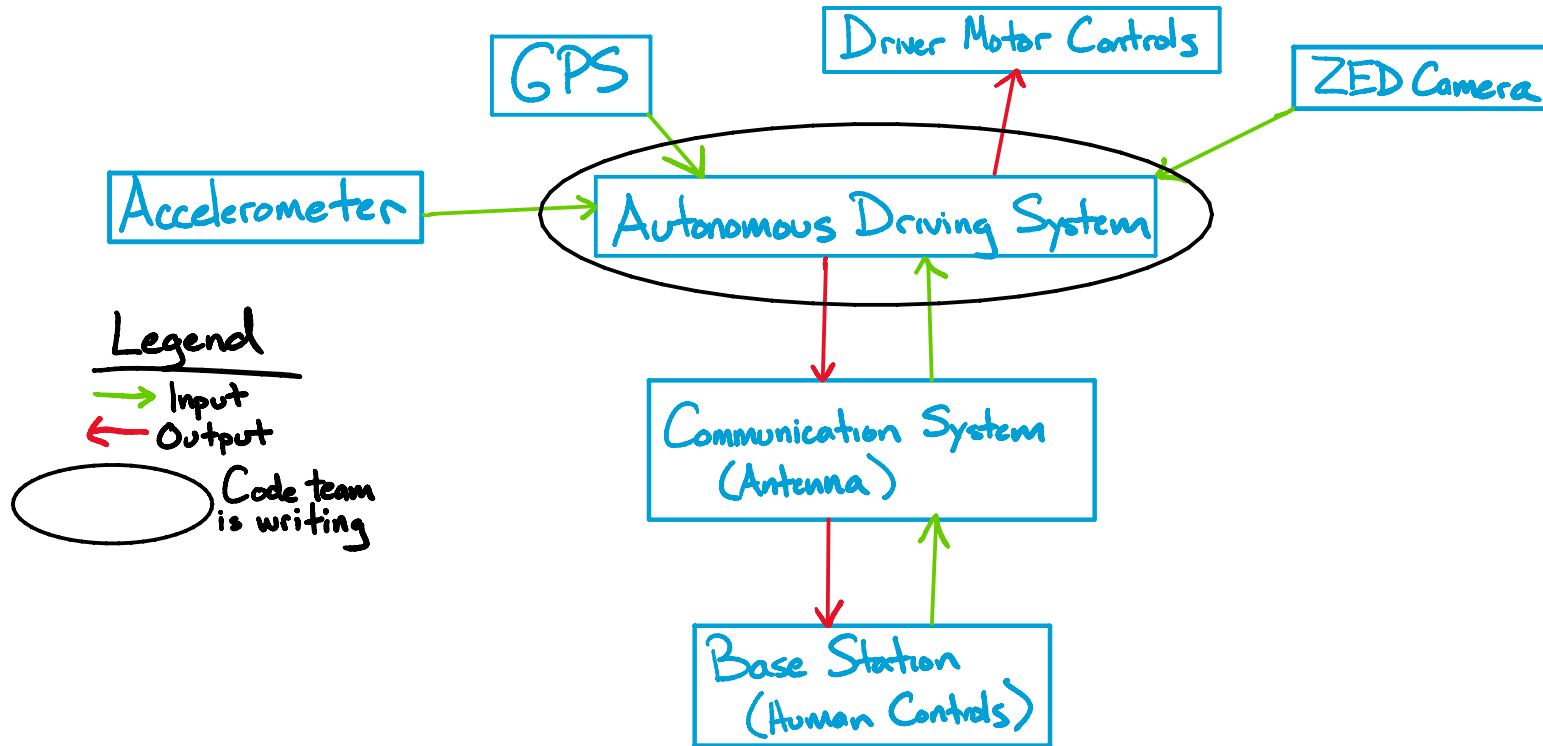 Driver Motor Controls
GPS
ZED Camera
Accelerometer
Autonomous Driving System
Legend
Input
Output
Code team
is writing
Communication System
(Antenna)
Base Station
(Human Controls)